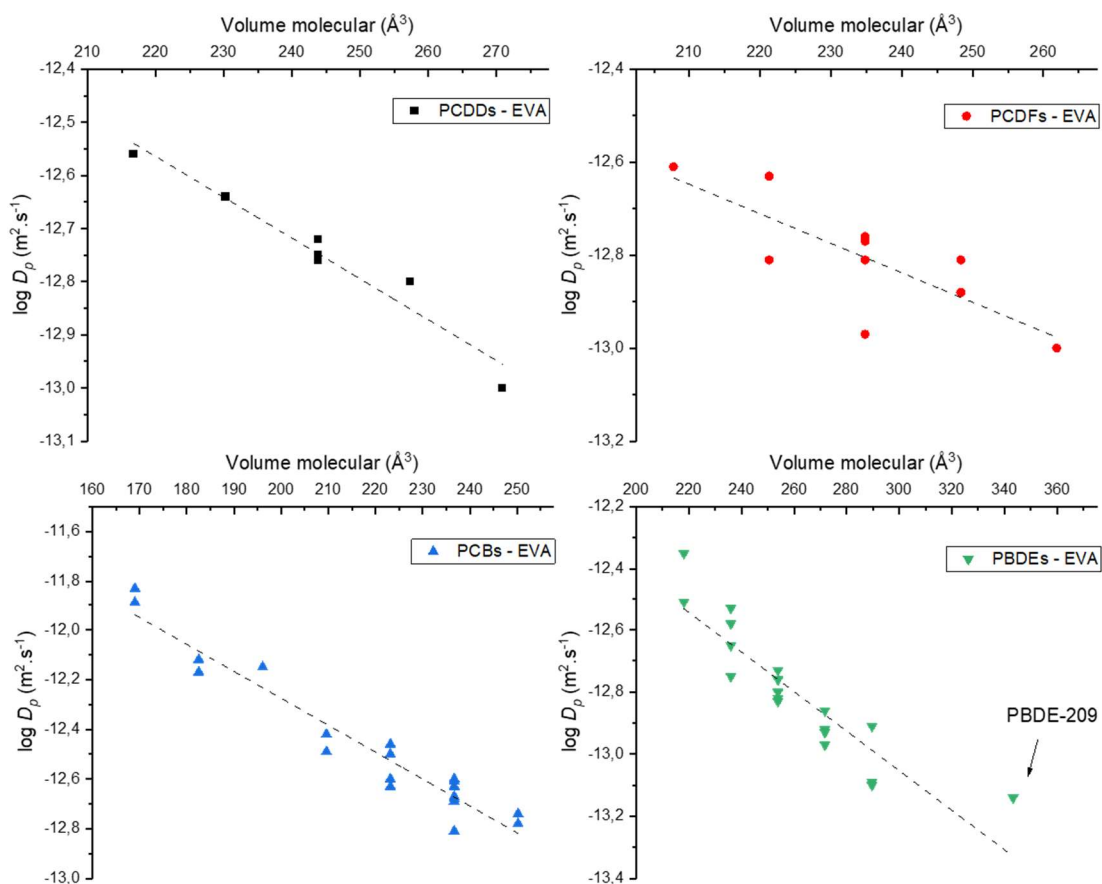 Volume molecular (Å³)
210 220 230 240 250 260 270
-12,4
-12,5
-12,6
-12,7
-12,8
-12,9
-13,0
-13,1
log Dₚ (m².s⁻¹)
PCDDs - EVA
Volume molecular (Å³)
210 220 230 240 250 260
-12,4
-12,6
-12,8
-13,0
-13,2
log Dₚ (m².s⁻¹)
PCDFs - EVA
Volume molecular (Å³)
160 170 180 190 200 210 220 230 240 250
-11,6
-11,8
-12,0
-12,2
-12,4
-12,6
-12,8
-13,0
log Dₚ (m².s⁻¹)
PCBs - EVA
Volume molecular (Å³)
200 220 240 260 280 300 320 340 360
-12,2
-12,4
-12,6
-12,8
-13,0
-13,2
-13,4
log Dₚ (m².s⁻¹)
PBDEs - EVA
PBDE-209